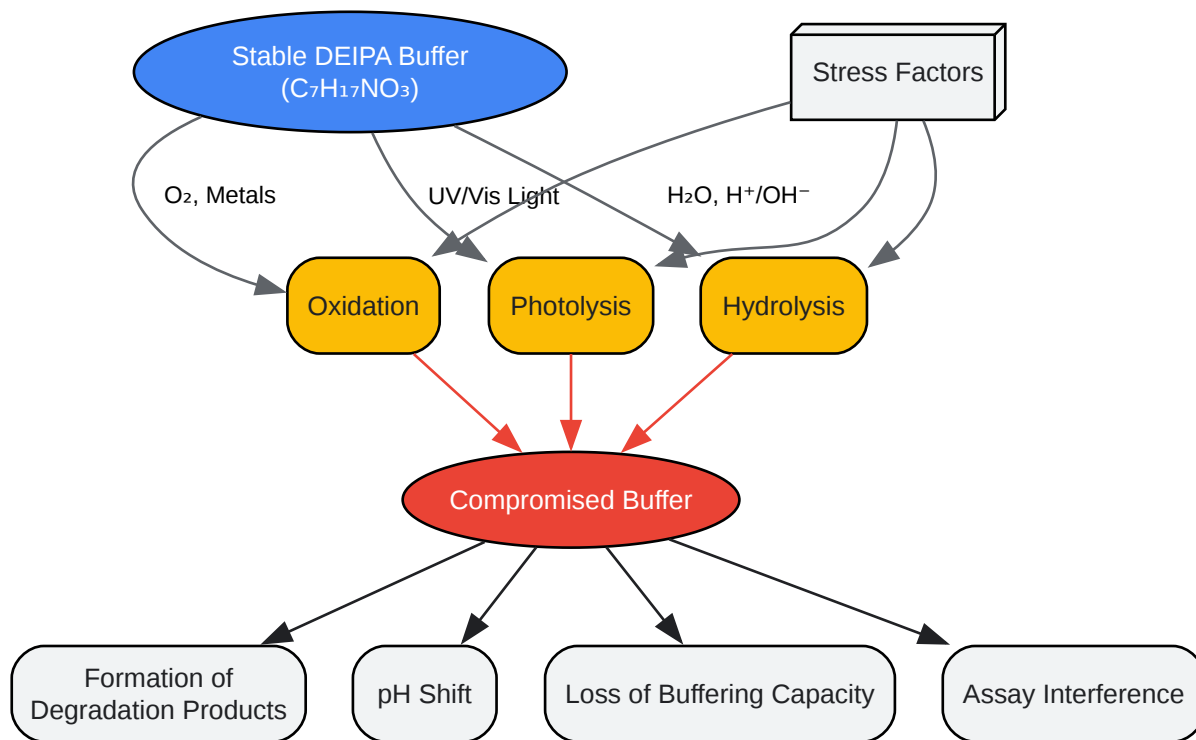 Stable DEIPA Buffer
(C₇H₁₇NO₃)
Stress Factors
O₂, Metals
UV/Vis Light
H₂O, H⁺/OH⁻
Oxidation
Photolysis
Hydrolysis
Compromised Buffer
Formation of
Degradation Products
pH Shift
Loss of Buffering Capacity
Assay Interference